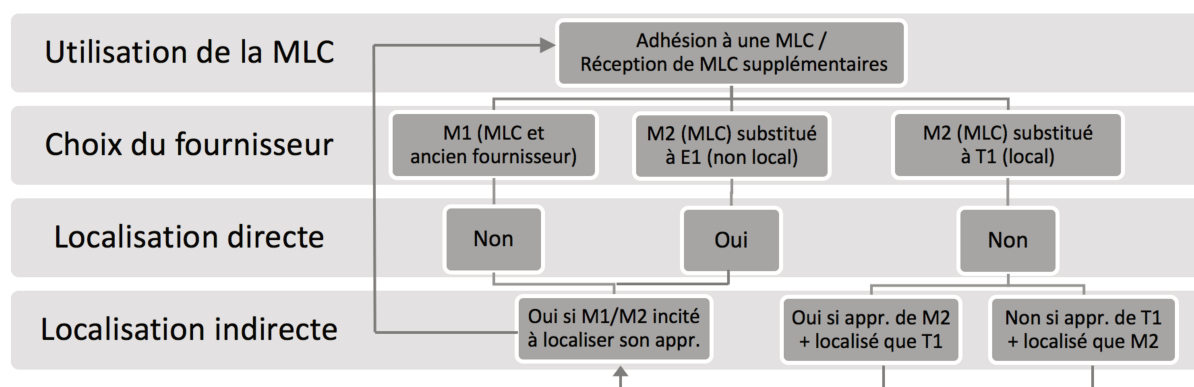 Utilisation de la MLC
Adhésion à une MLC /
Réception de MLC supplémentaires
Choix du fournisseur
M1 (MLC et
ancien fournisseur)
M2 (MLC) substitué
à E1 (non local)
M2 (MLC) substitué
à T1 (local)
Localisation directe
Non
Oui
Non
Localisation indirecte
Oui si M1/M2 incité
à localiser son appr.
Oui si appr. de M2
+ localisé que T1
Non si appr. de T1
+ localisé que M2